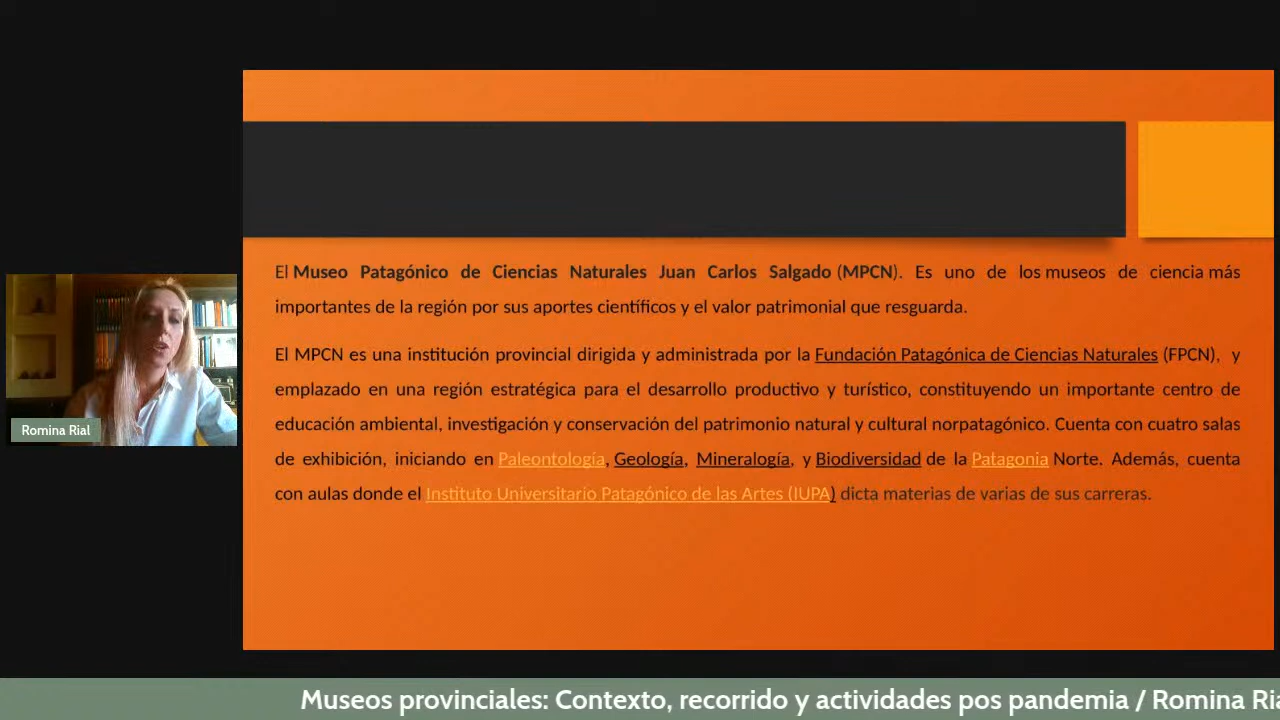 El Museo Patagónico de Ciencias Naturales Juan Carlos Salgado (MPCN). Es uno de los museos de ciencia más
importantes de la región por sus aportes científicos y el valor patrimonial que resguarda.
El MPCN es una institución provincial dirigida y administrada por la Fundación Patagónica de Ciencias Naturales (FPCN), y
emplazado en una región estratégica para el desarrollo productivo y turístico, constituyendo un importante centro de
educación ambiental, investigación y conservación del patrimonio natural y cultural norpatagónico. Cuenta con cuatro salas
de exhibición, iniciando en Paleontología, Geología, Mineralogía, y Biodiversidad de la Patagonia Norte. Además, cuenta
con aulas donde el Instituto Universitario Patagónico de las Artes (IUPA) dicta materias de varias de sus carreras.
Romina Rial
Museos provinciales: Contexto, recorrido y actividades pos pandemia / Romina Ria